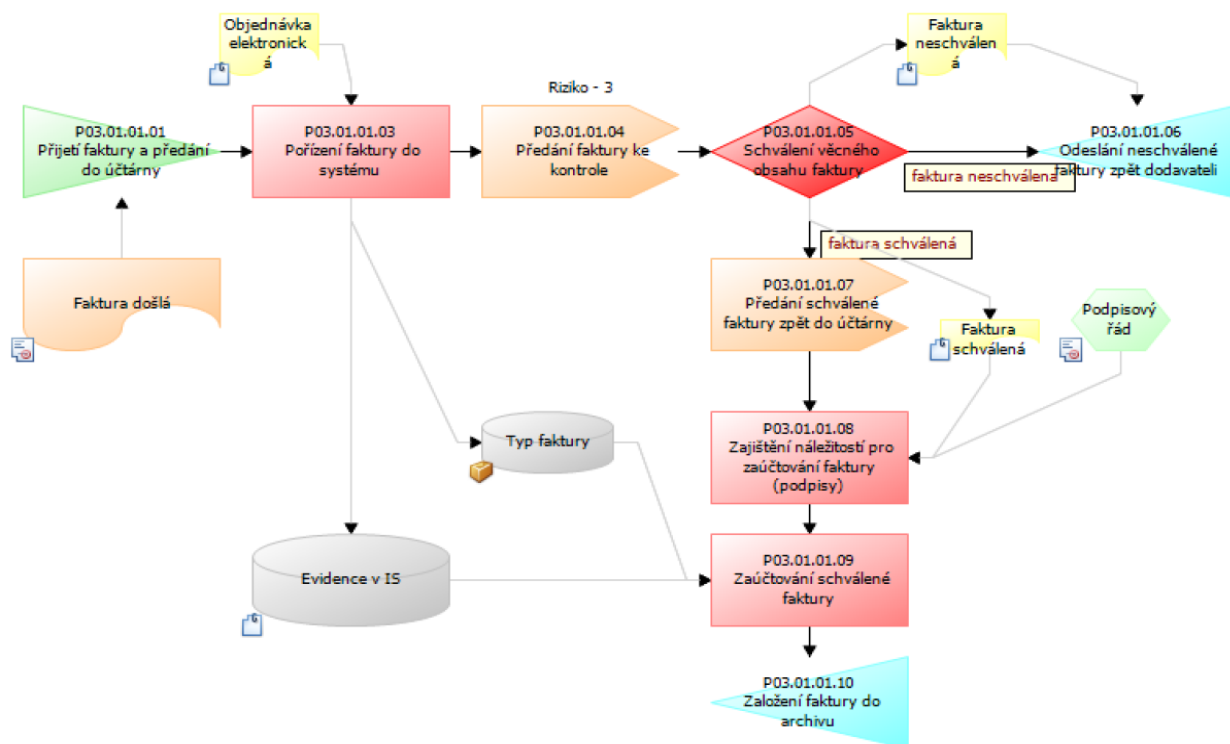 Objednávka
elektronick
á
Faktura
neschválen
á
Riziko - 3
P03.01.01.01
Přijetí faktury a předání
do účtárny
P03.01.01.03
Pořízení faktury do
systému
P03.01.01.04
Předání faktury ke
kontrole
P03.01.01.05
Schválení věcného
obsahu faktury
P03.01.01.06
Odeslání neschválené
faktury zpět dodavateli
faktura neschválena
faktura schválená
Faktura došlá
P03.01.01.07
Předání schválené
faktury zpět do účtárny
Faktura
schválená
Podpisový
řád
Typ faktury
P03.01.01.08
Zajištění náležitostí pro
zaúčtování faktury
(podpisy)
Evidence v IS
P03.01.01.09
Zaúčtování schválené
faktury
P03.01.01.10
Založení faktury do
archivu